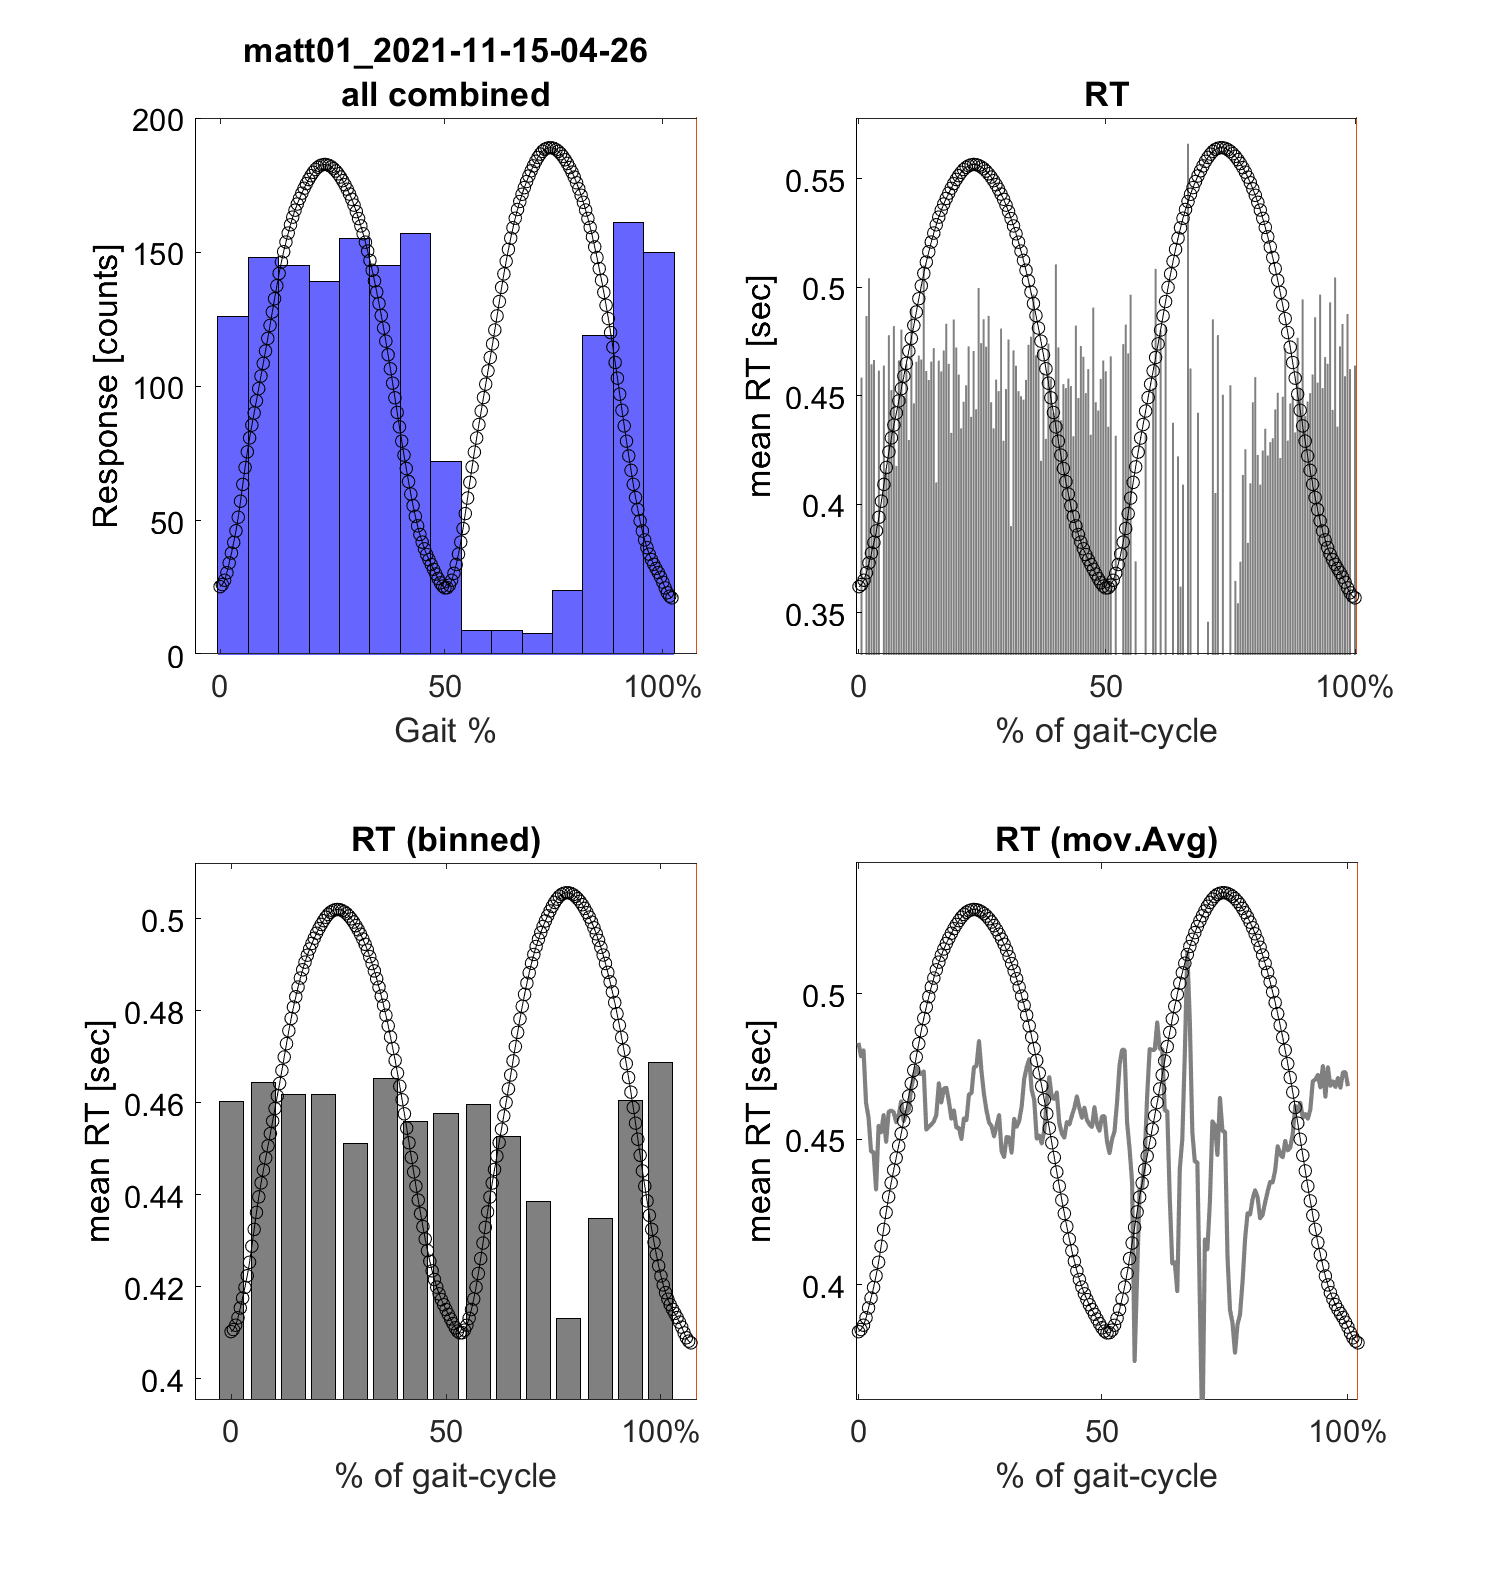 matt01_2021-11-15-04-26
all combined
200
150
100
50
0
Response [counts]
0 50 100%
Gait %
RT
0.55
0.5
0.45
0.4
0.35
mean RT [sec]
0 50 100%
% of gait-cycle
RT (binned)
0.5
0.48
0.46
0.44
0.42
0.4
mean RT [sec]
0 50 100%
% of gait-cycle
RT (mov.Avg)
0.5
0.45
0.4
mean RT [sec]
0 50 100%
% of gait-cycle